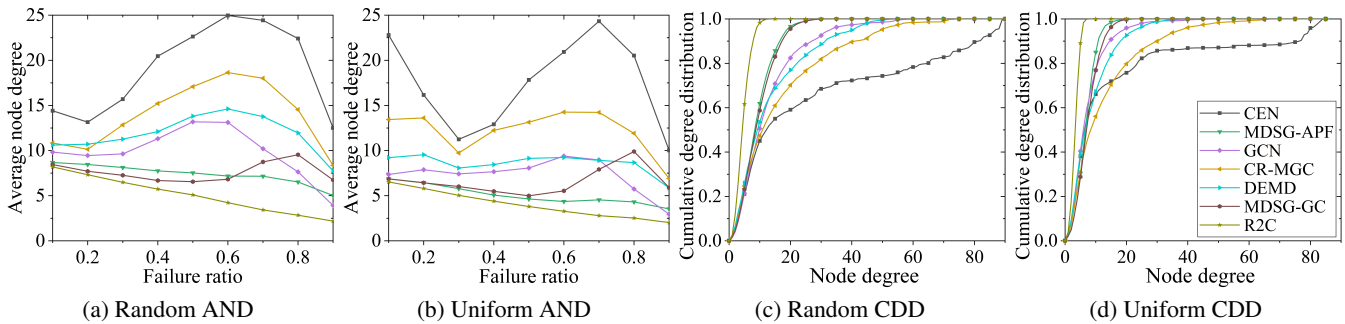 25
20
15
10
5
0
Average node degree
0.2 0.4 0.6 0.8
Failure ratio
(a) Random AND
25
20
15
10
5
0
Average node degree
0.2 0.4 0.6 0.8
Failure ratio
(b) Uniform AND
1.0
0.8
0.6
0.4
0.2
0.0
Cumulative degree distribution
0 20 40 60 80
Node degree
(c) Random CDD
1.0
0.8
0.6
0.4
0.2
0.0
Cumulative degree distribution
CEN
MDSG-APF
GCN
CR-MGC
DEMD
MDSG-GC
R2C
0 20 40 60 80
Node degree
(d) Uniform CDD